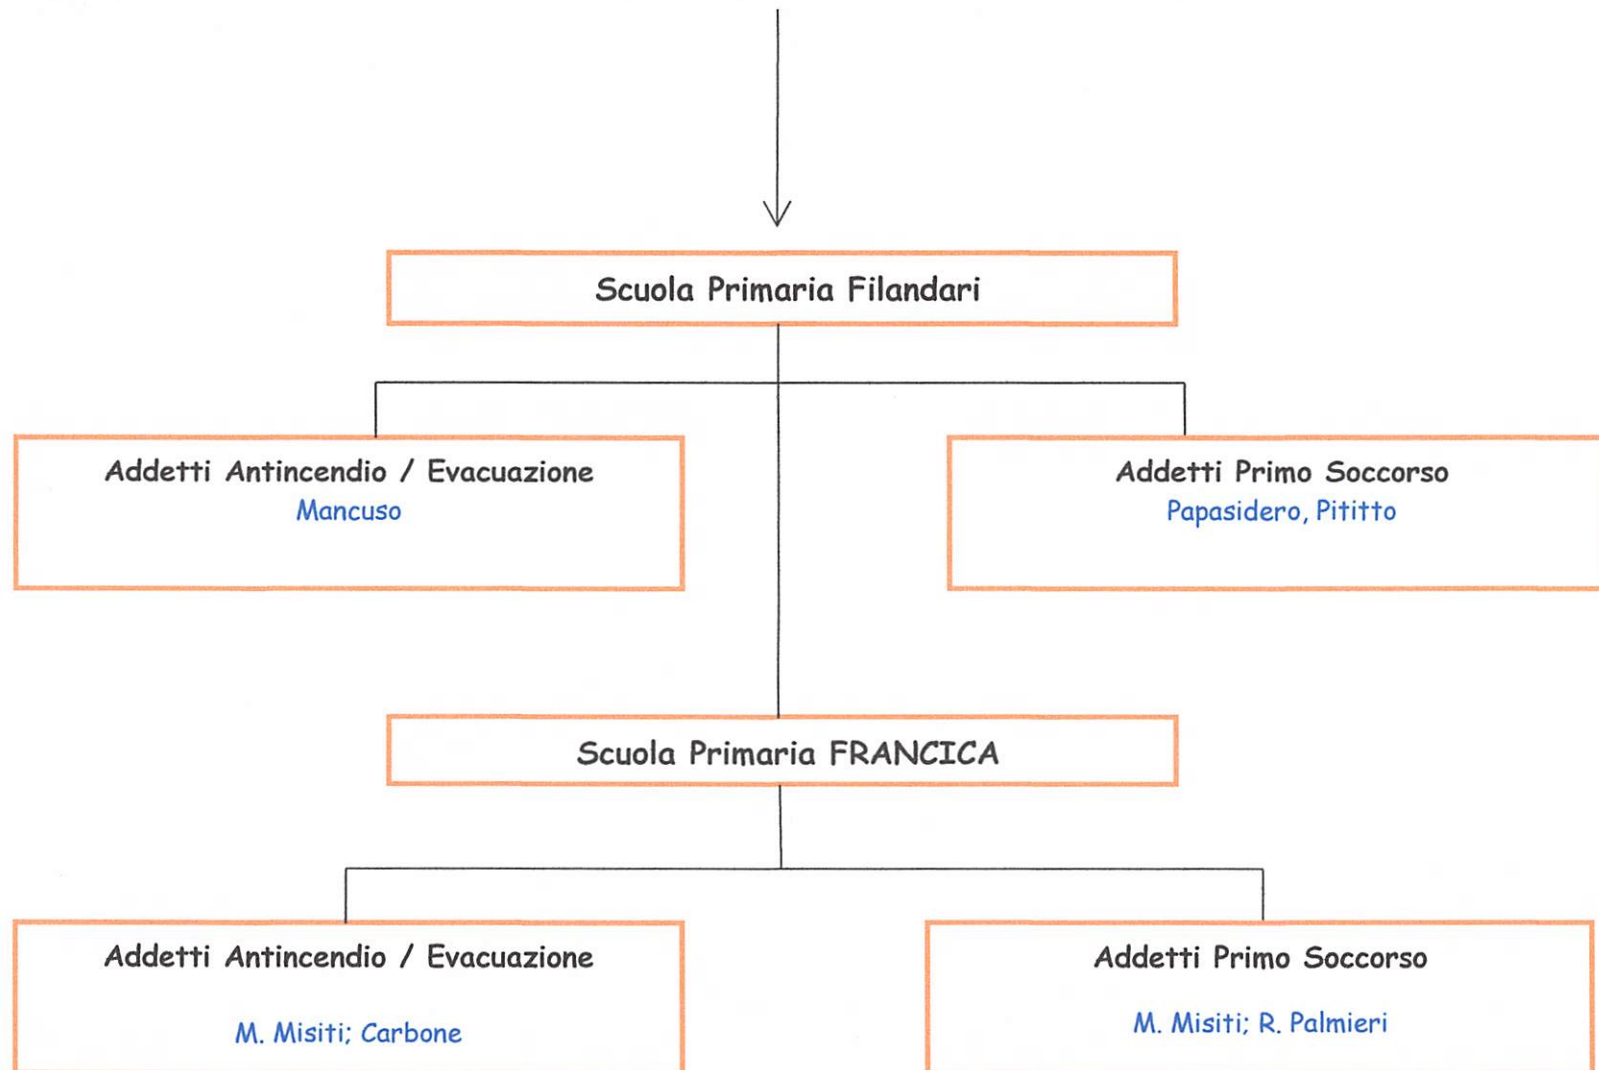 Scuola Primaria Filandari
Addetti Antincendio / Evacuazione
Mancuso
Addetti Primo Soccorso
Papasidero, Pititto
Scuola Primaria FRANCICA
Addetti Antincendio / Evacuazione
M. Misiti; Carbone
Addetti Primo Soccorso
M. Misiti; R. Palmieri